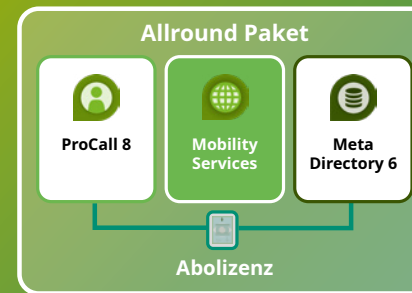 Allround Paket
ProCall 8
Mobility
Services
Meta
Directory 6
Abolizenz